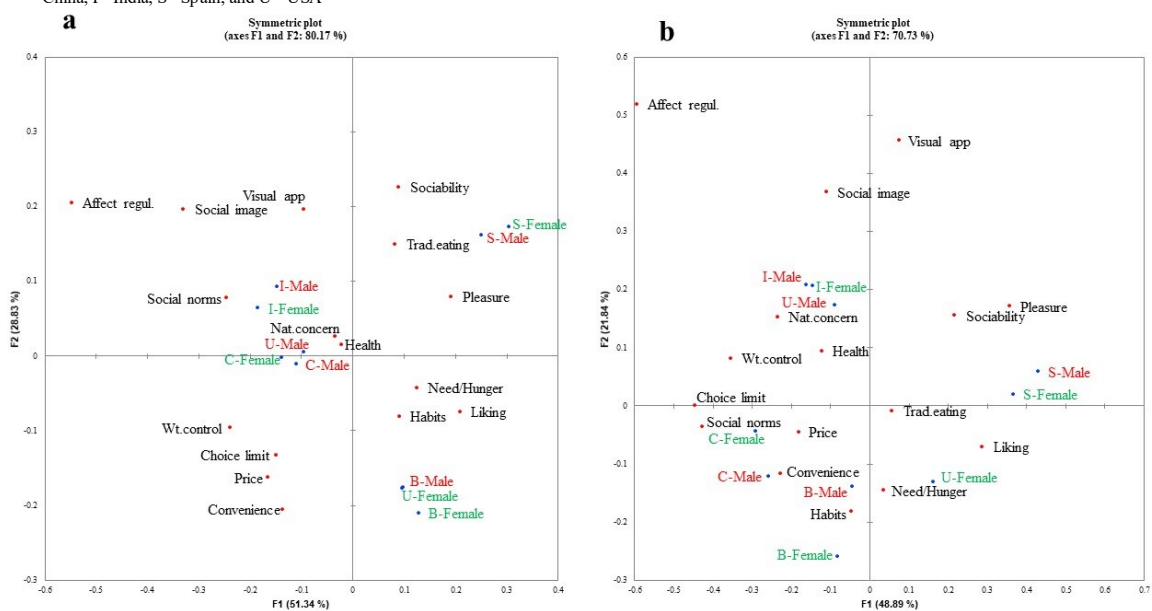 China, I - India, S - Spain, and U - USA
a
Symmetric plot
(axes F1 and F2: 80.17 %)
0.4
0.3
0.2
0.1
0
-0.1
-0.2
-0.3
F2 (28.83 %)
Affect regul.
Visual app
Social image
Sociability
S-Female
S-Male
Trad.eating
I-Male
Social norms
I-Female
Pleasure
Nat.concern
U-Male
Health
C-Female
C-Male
Need/Hunger
Habits
Liking
Wt.control
Choice limit
Price
B-Male
U-Female
Convenience
B-Female
-0.6
-0.5
-0.4
-0.3
-0.2
-0.1
0
0.1
0.2
0.3
0.4
F1 (51.34 %)
b
Symmetric plot
(axes F1 and F2: 70.73 %)
0.6
0.5
0.4
0.3
0.2
0.1
0
-0.1
-0.2
-0.3
F2 (21.84 %)
Affect regul.
Visual app
Social image
I-Male
I-Female
U-Male
Nat.concern
Pleasure
Sociability
Health
Wt.control
S-Male
S-Female
Choice limit
Trad.eating
Social norms
C-Female
Price
Liking
C-Male
Convenience
U-Female
B-Male
Need/Hunger
Habits
B-Female
-0.6
-0.5
-0.4
-0.3
-0.2
-0.1
0
0.1
0.2
0.3
0.4
0.5
0.6
0.7
F1 (48.89 %)